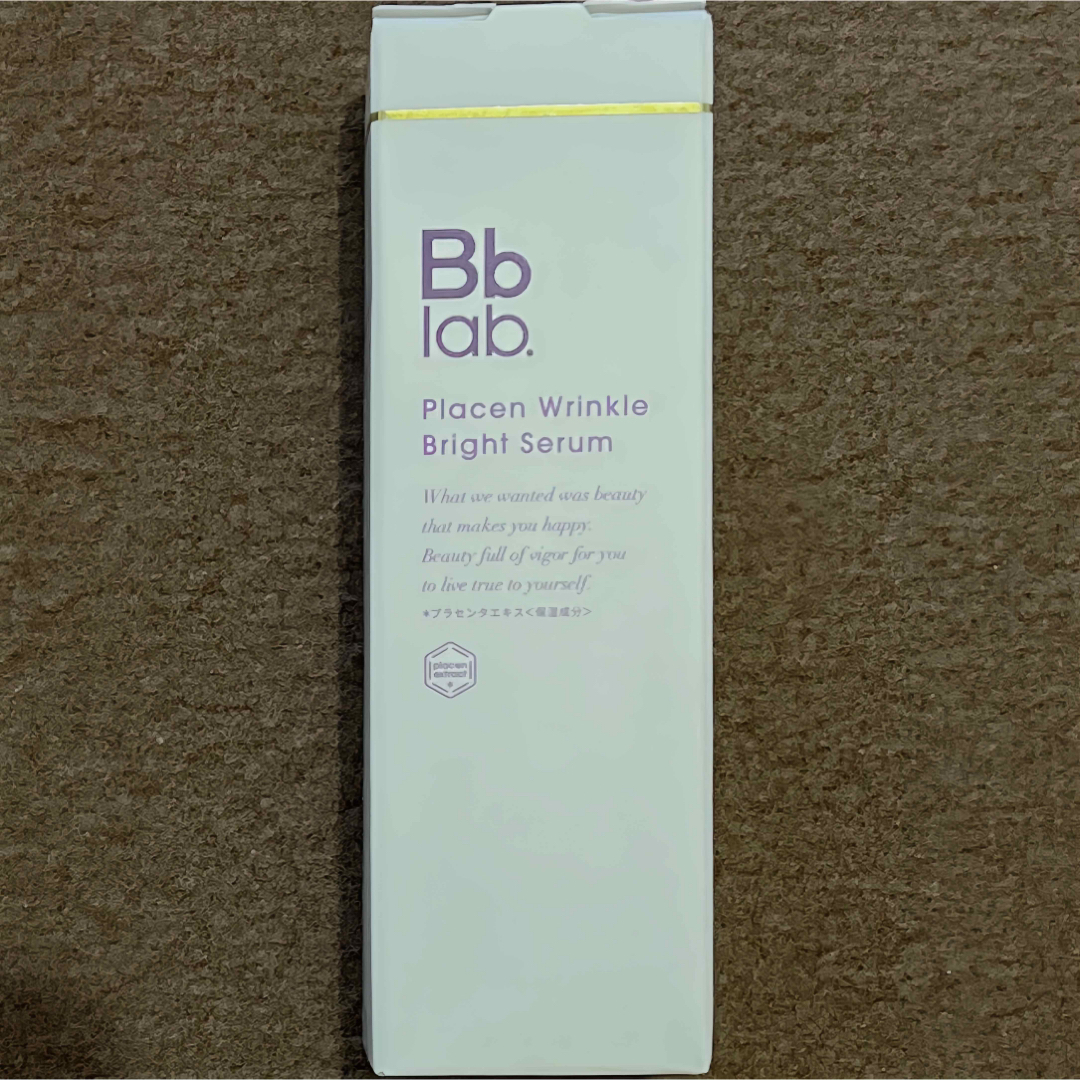 Bb
lab.
Placen Wrinkle
Bright Serum
What we wanted was beauty
that makes you happy.
Beauty full of vigor for you
to live true to yourself.
*プラセンタエキス<保湿成分>
placen
extract
*